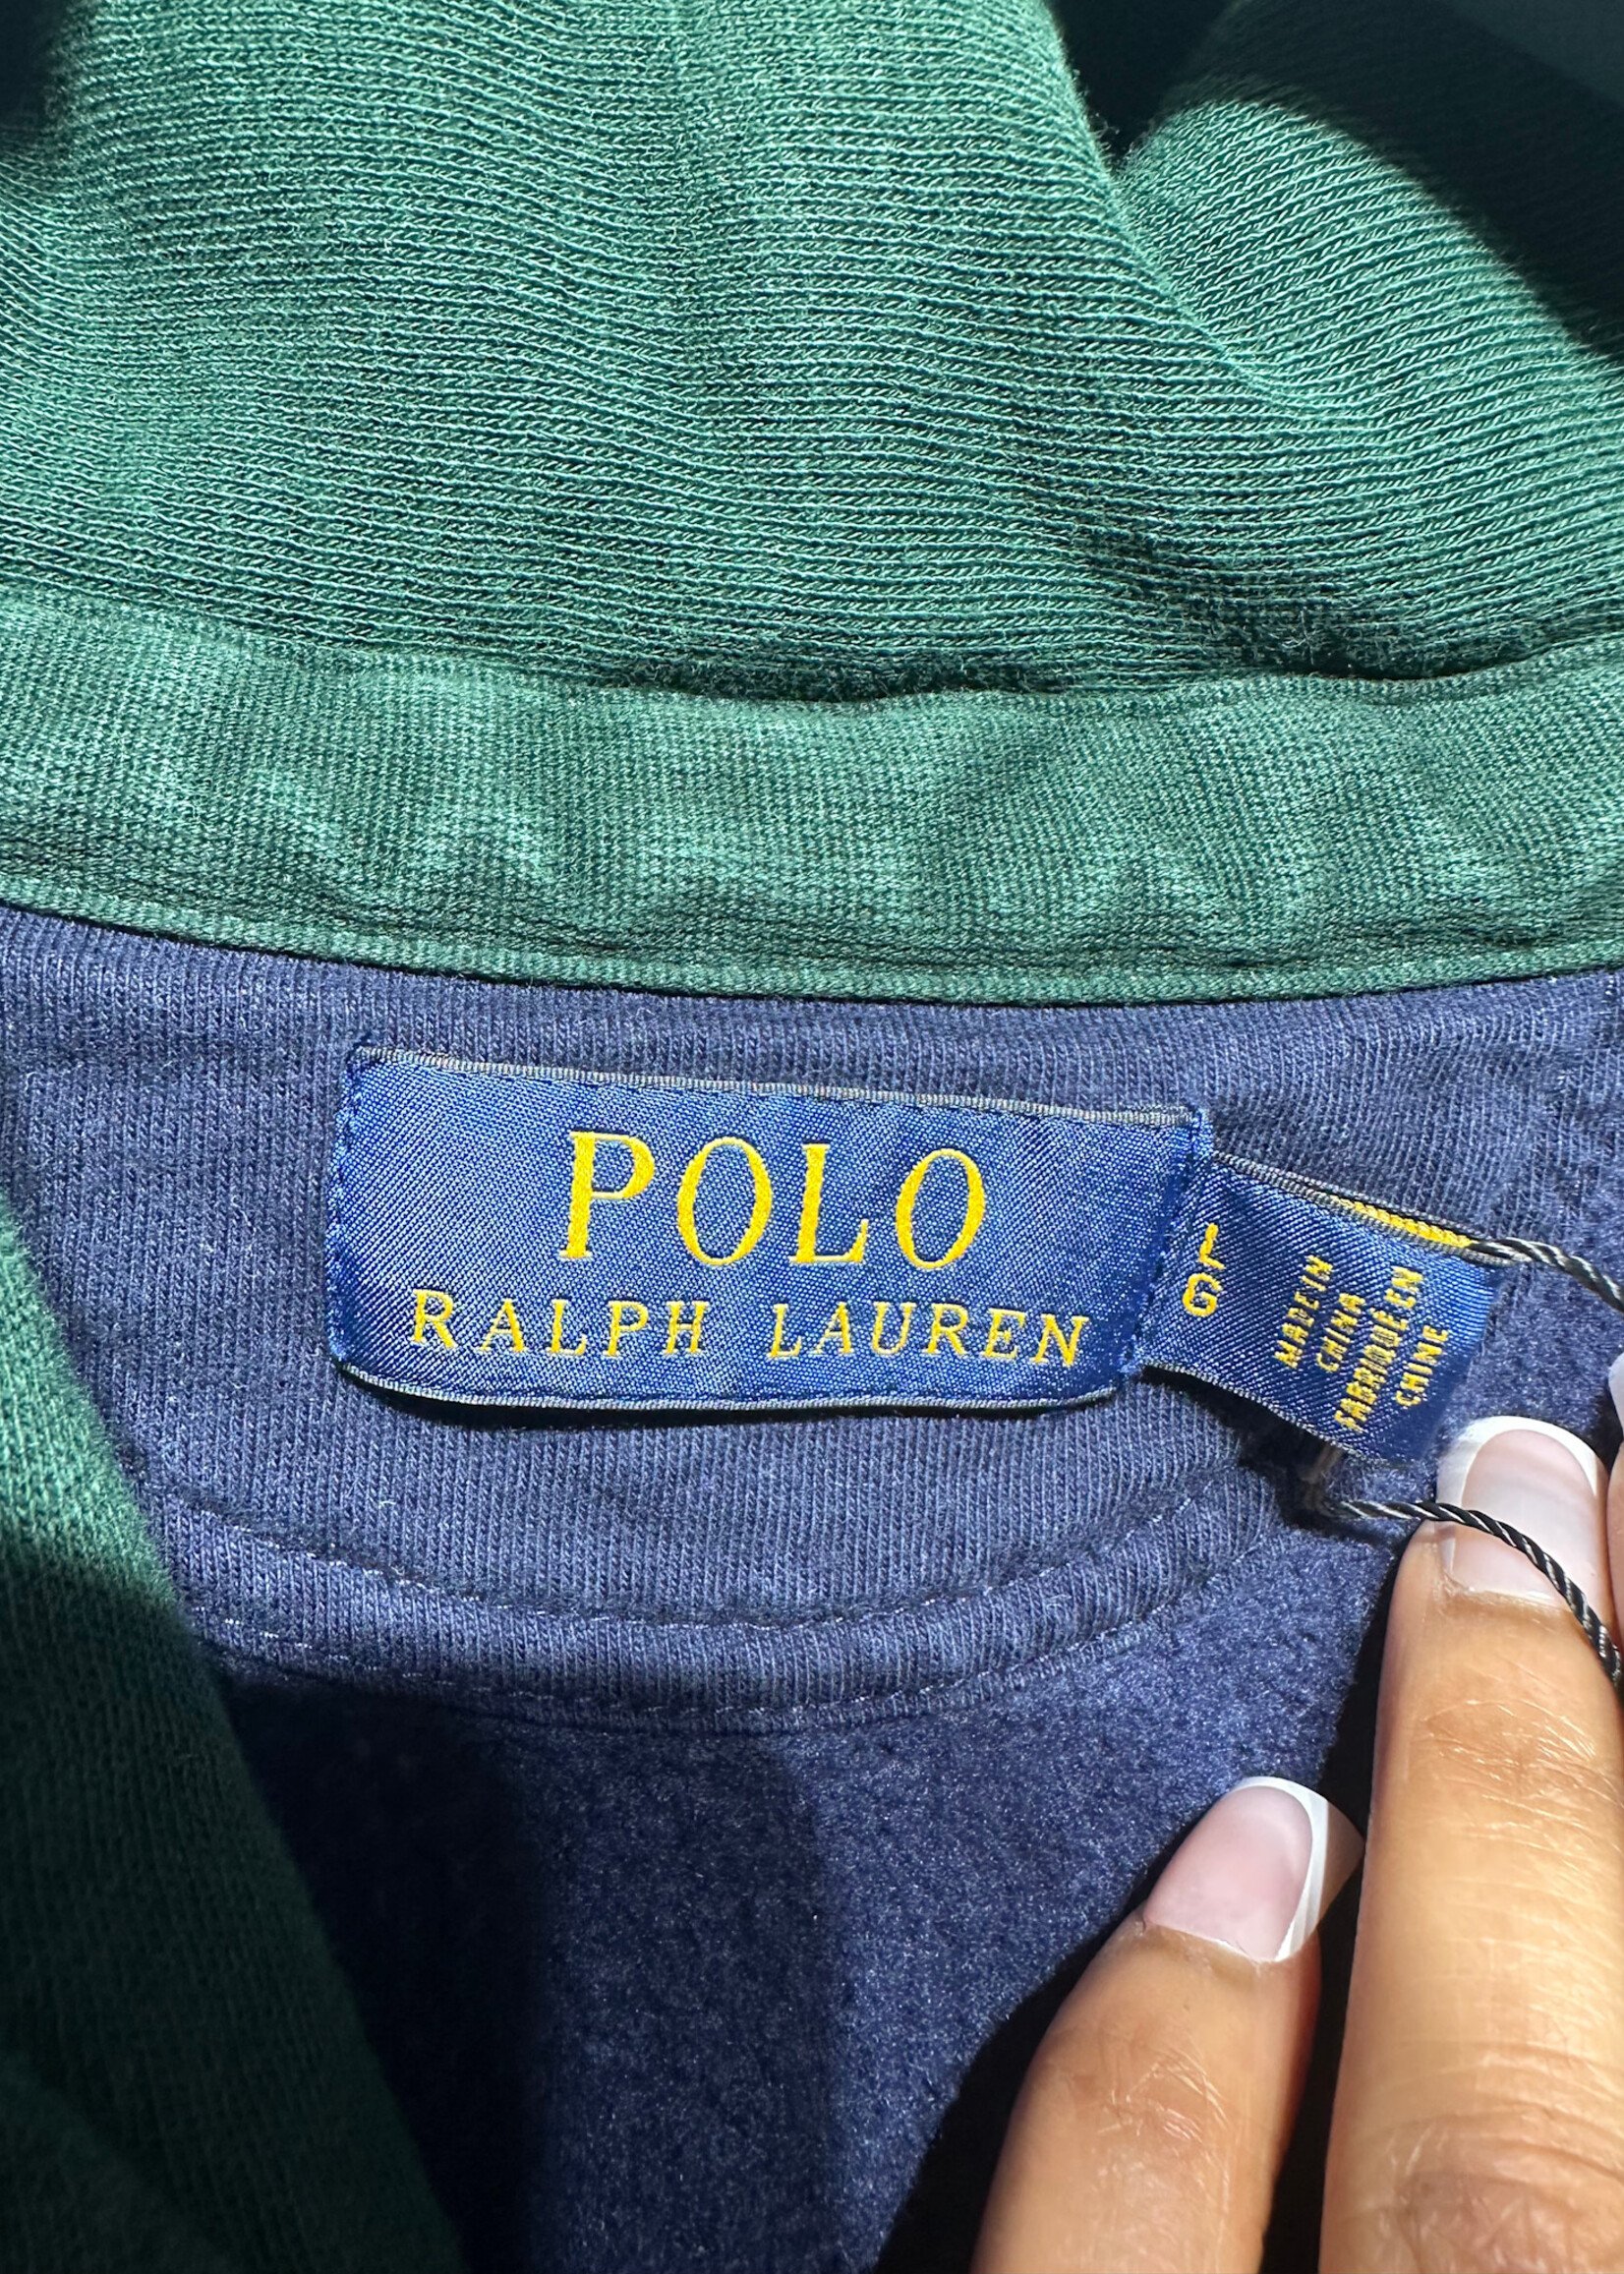 POLO
RALPH LAUREN
L
G
MADE IN
CHINA
FABRIQUÉ EN
CHINE